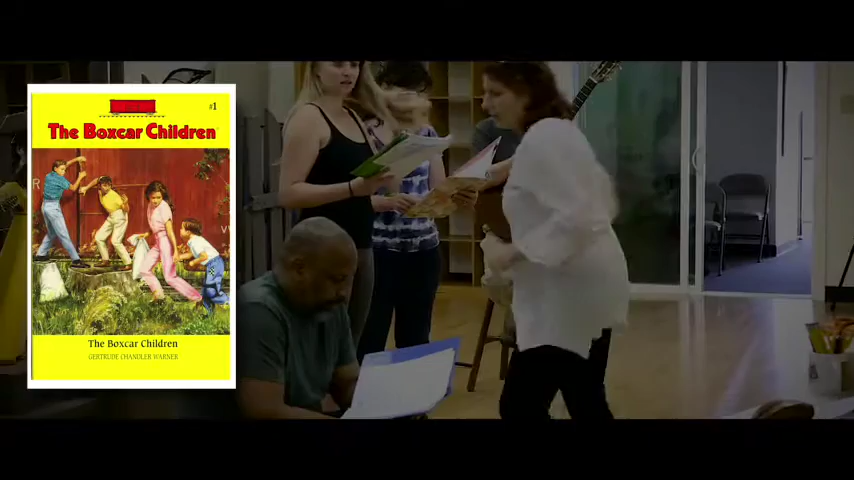 #1
The Boxcar Children
The Boxcar Children
GERTRUDE CHANDLER WARNER